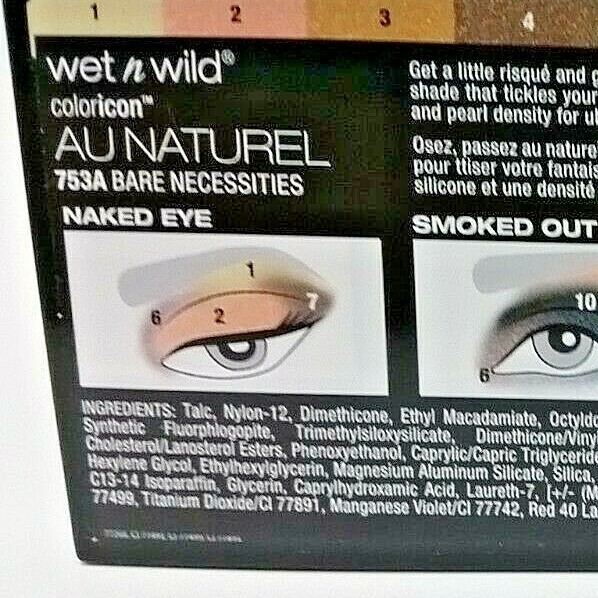 1 2 3 4
wet n wild®
coloricon™
AU NATUREL
753A BARE NECESSITIES
Get a little risqué and g
shade that tickles your
and pearl density for ul
Osez, passez au nature
pour ttiser votre fantais
silicone et une densité
NAKED EYE
1
6 2 7
SMOKED OUT
10
6
INGREDIENTS: Talc, Nylon-12, Dimethicone, Ethyl Macadamiate, Octyldo
Synthetic Fluorphlogopite, Trimethylsiloxysilicate, Dimethicone/Viny
Cholesterol/Lanosterol Esters, Phenoxyethanol, Caprylic/Capric Triglyceride
Hexylene Glycol, Ethylhexylglycerin, Magnesium Aluminum Silicate, Silica,
C13-14 Isoparaffin, Glycerin, Caprylhydroxamic Acid, Laureth-7, [+/- (M
77499, Titanium Dioxide/CI 77891, Manganese Violet/CI 77742, Red 40 La